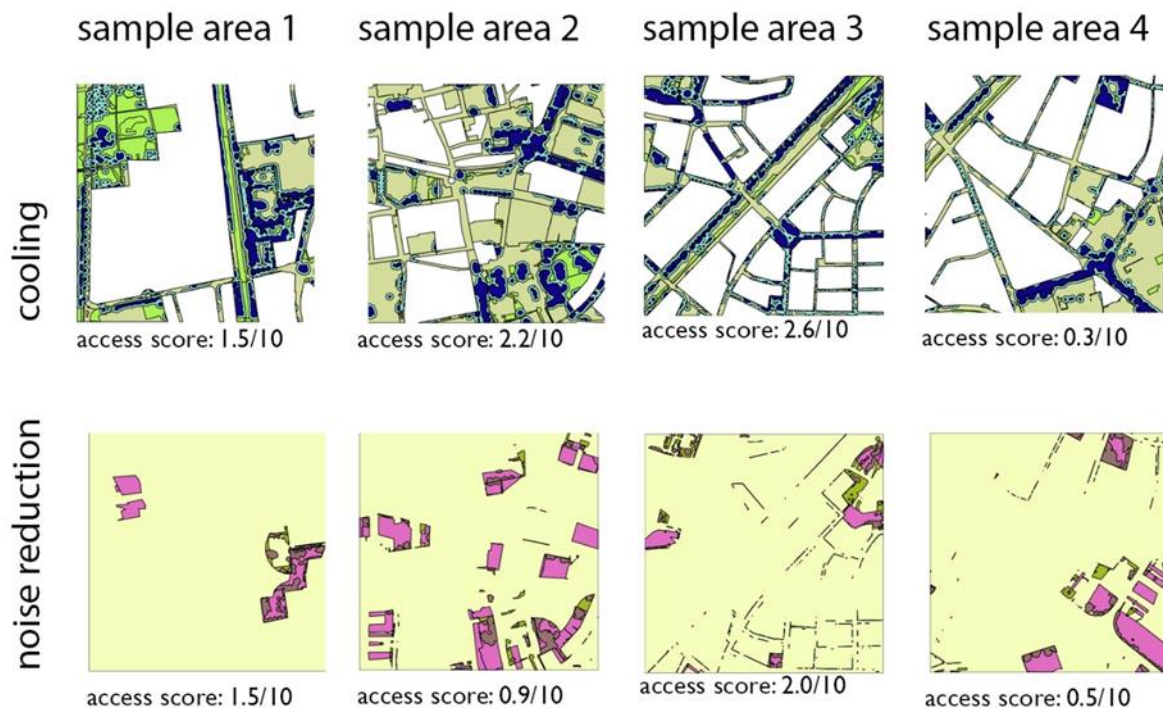 sample area 1 sample area 2 sample area 3 sample area 4
cooling
access score: 1.5/10 access score: 2.2/10 access score: 2.6/10 access score: 0.3/10
noise reduction
access score: 1.5/10 access score: 0.9/10 access score: 2.0/10 access score: 0.5/10